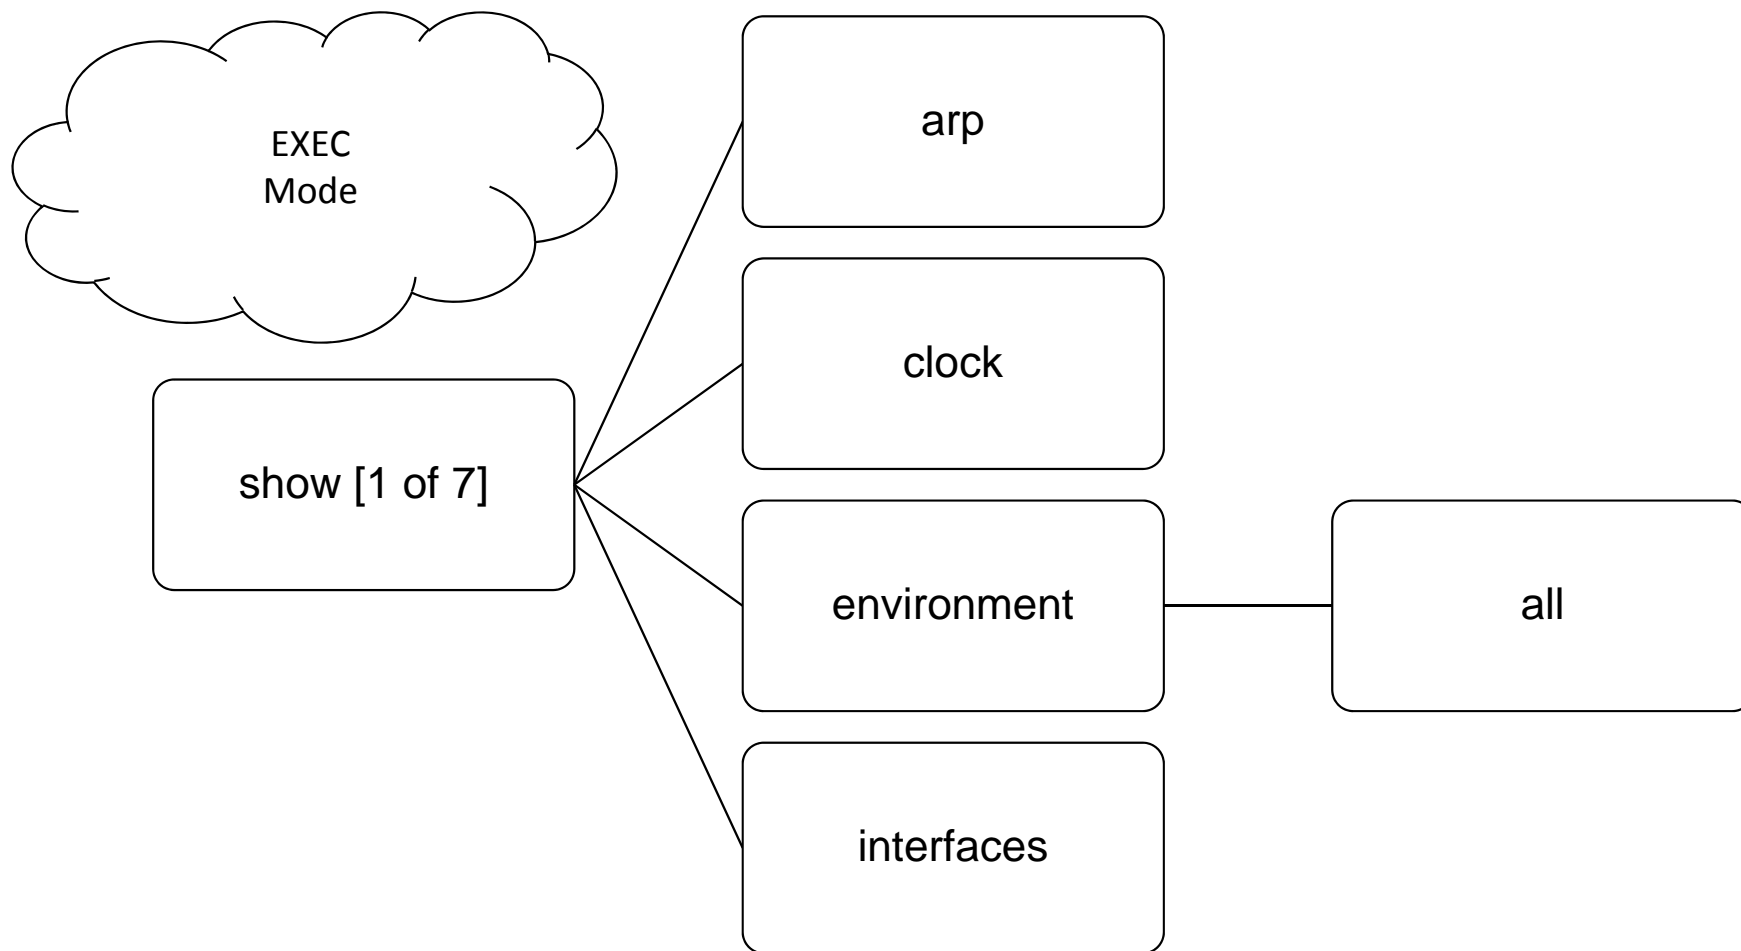 EXEC
Mode
arp
clock
show [1 of 7]
environment
all
interfaces